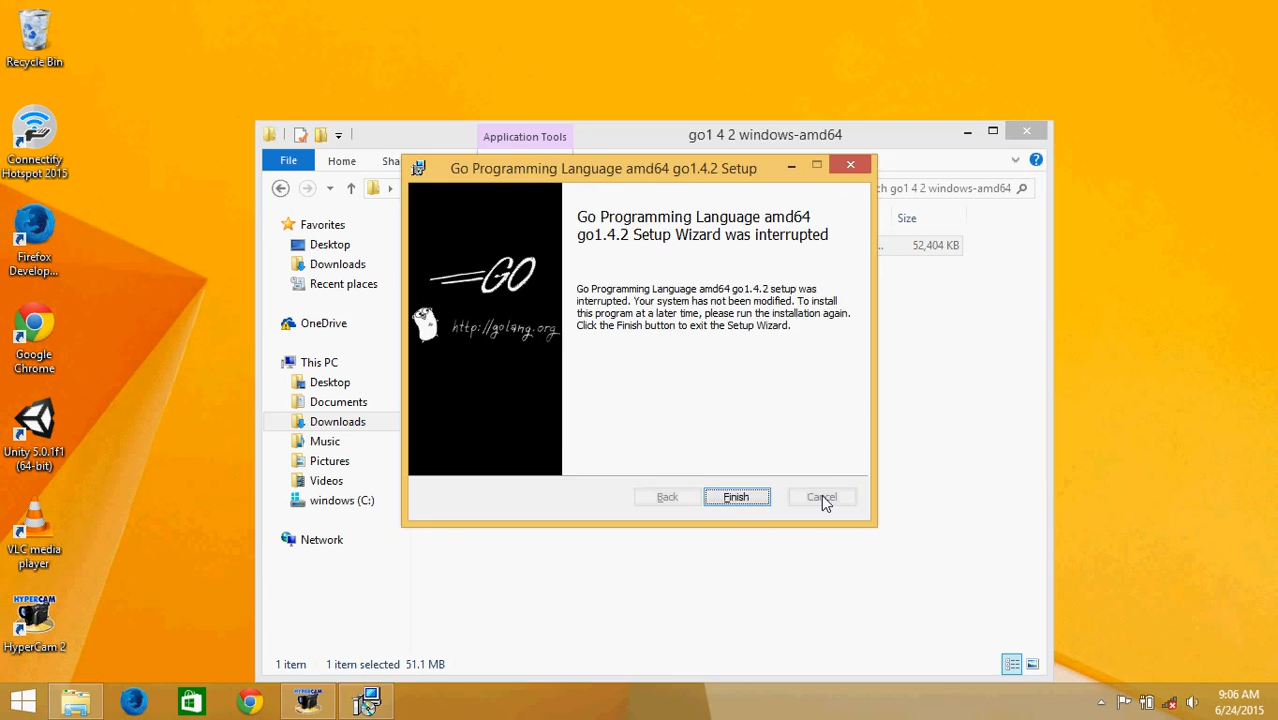 Recycle Bin
Connectify
Hotspot 2015
Firefox
Develop...
Google
Chrome
Unity 5.0.1f1
(64-bit)
VLC media
player
HYPERCAM
HyperCam 2
Application Tools
go1 4 2 windows-amd64
File
Home
Sha
ch go1 4 2 windows-amd64
Favorites
Desktop
Downloads
Recent places
OneDrive
This PC
Desktop
Documents
Downloads
Music
Pictures
Videos
windows (C:)
Network
Size
..
52,404 KB
Go Programming Language amd64 go1.4.2 Setup
GO
http://golang.org
Go Programming Language amd64
go1.4.2 Setup Wizard was interrupted
Go Programming Language amd64 go1.4.2 setup was
interrupted. Your system has not been modified. To install
this program at a later time, please run the installation again.
Click the Finish button to exit the Setup Wizard.
Back
Finish
1 item
1 item selected 51.1 MB
HYPERCAM
9:06 AM
6/24/2015